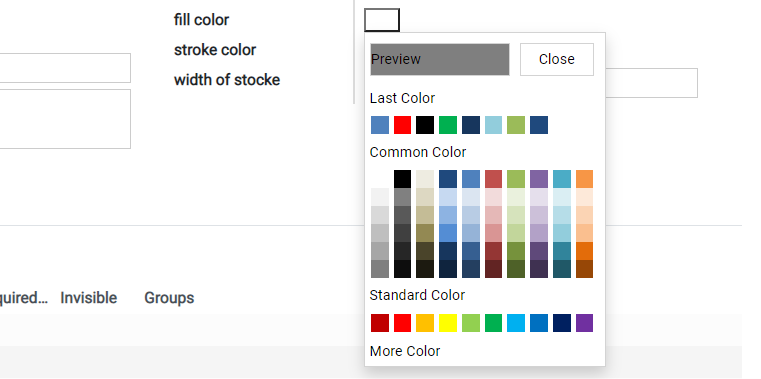 fill color
stroke color
width of stocke
Preview
Close
Last Color
Common Color
Standard Color
More Color
quired... Invisible Groups